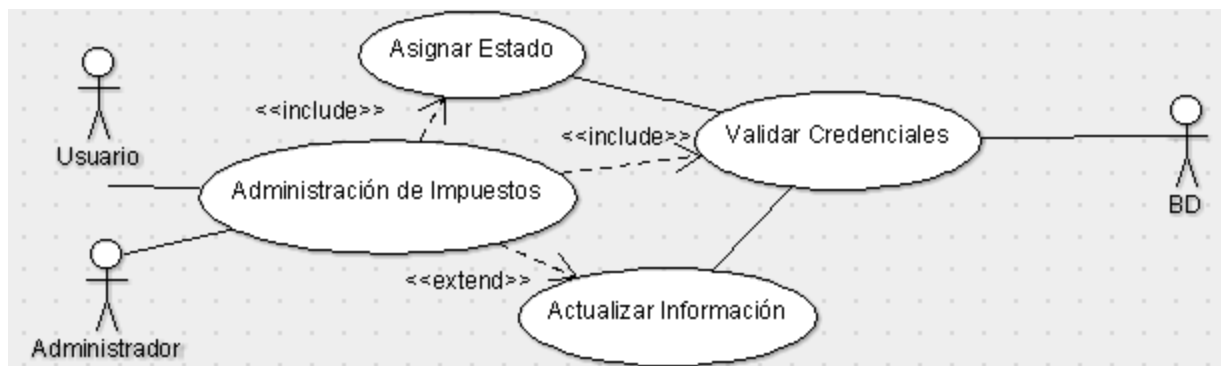 Asignar Estado
<<include>>
<<include>>
Validar Credenciales
Usuario
Administración de Impuestos
BD
<<extend>>
Actualizar Información
Administrador